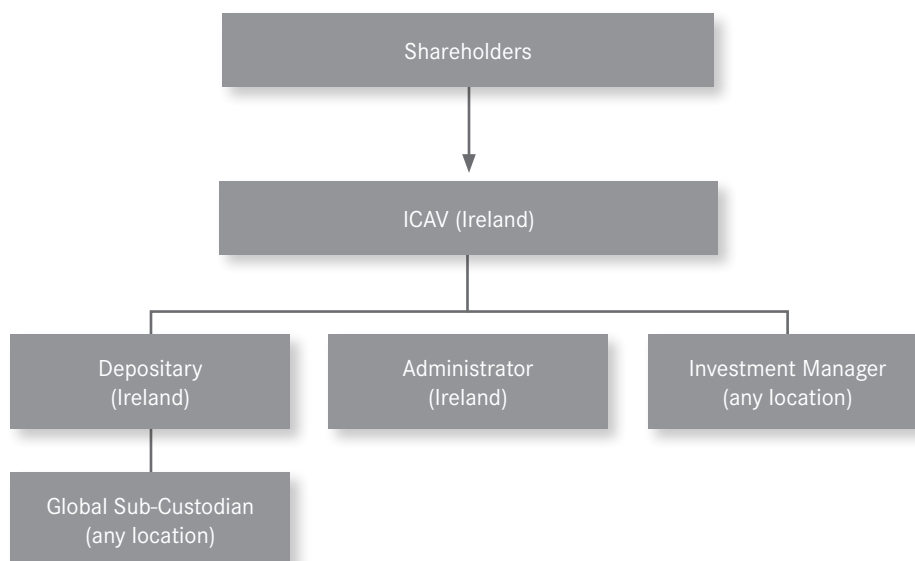 Shareholders
ICAV (Ireland)
Depositary
(Ireland)
Administrator
(Ireland)
Investment Manager
(any location)
Global Sub-Custodian
(any location)